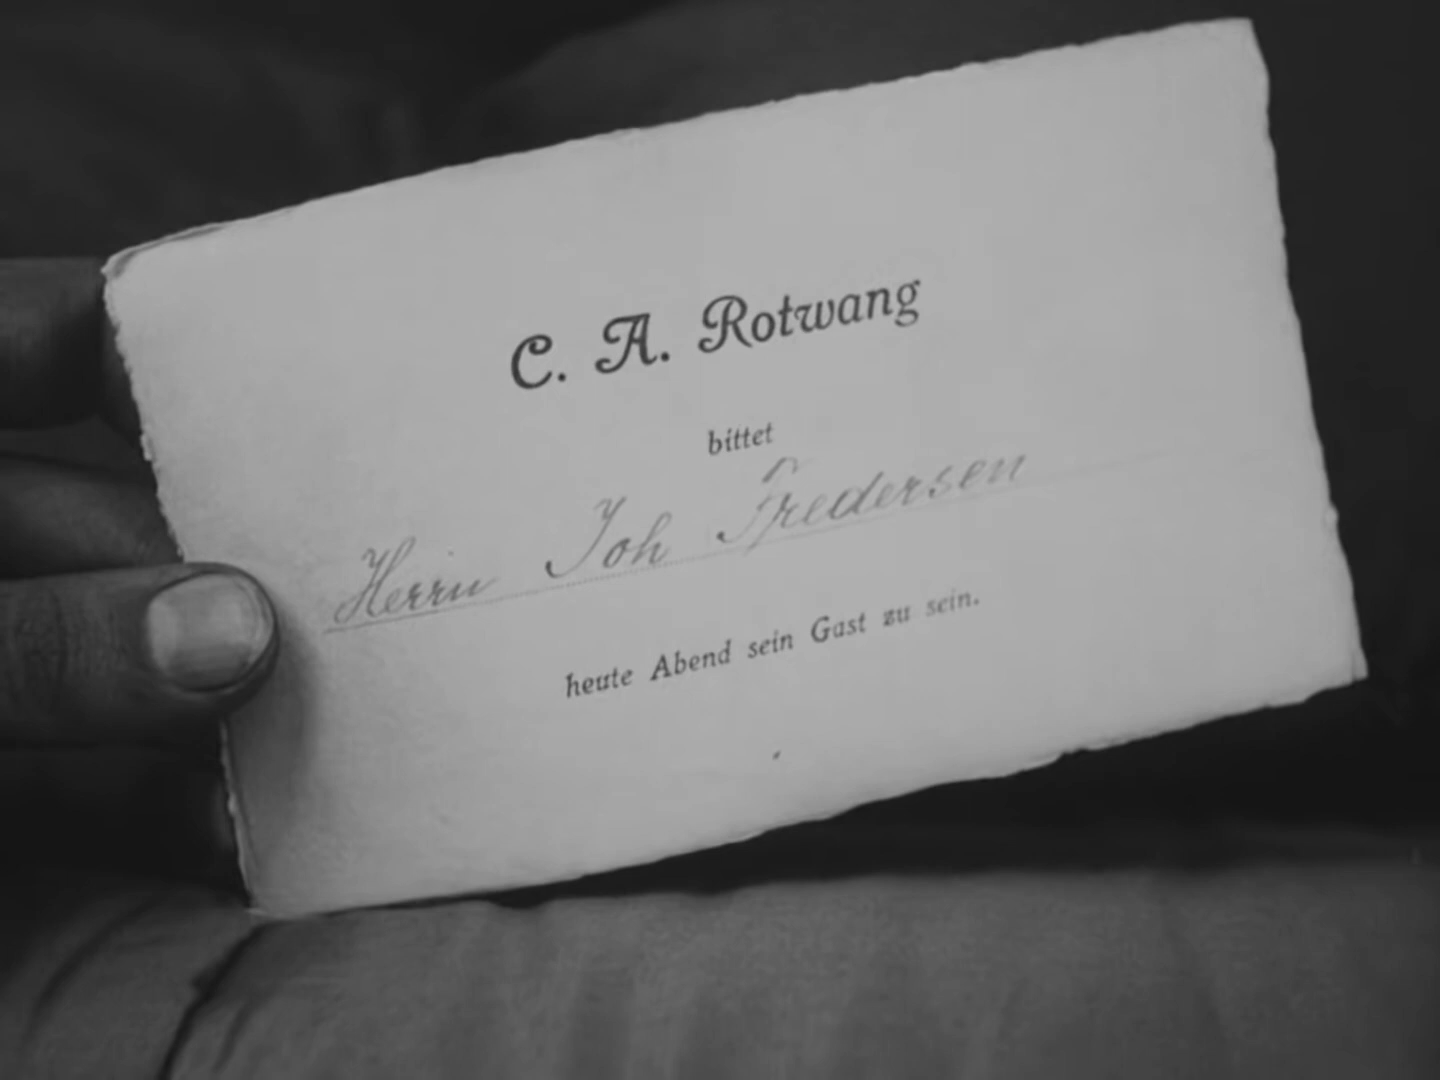 C. A. Rotwang
bittet
Herrn Joh Fredersen
heute Abend sein Gast zu sein.